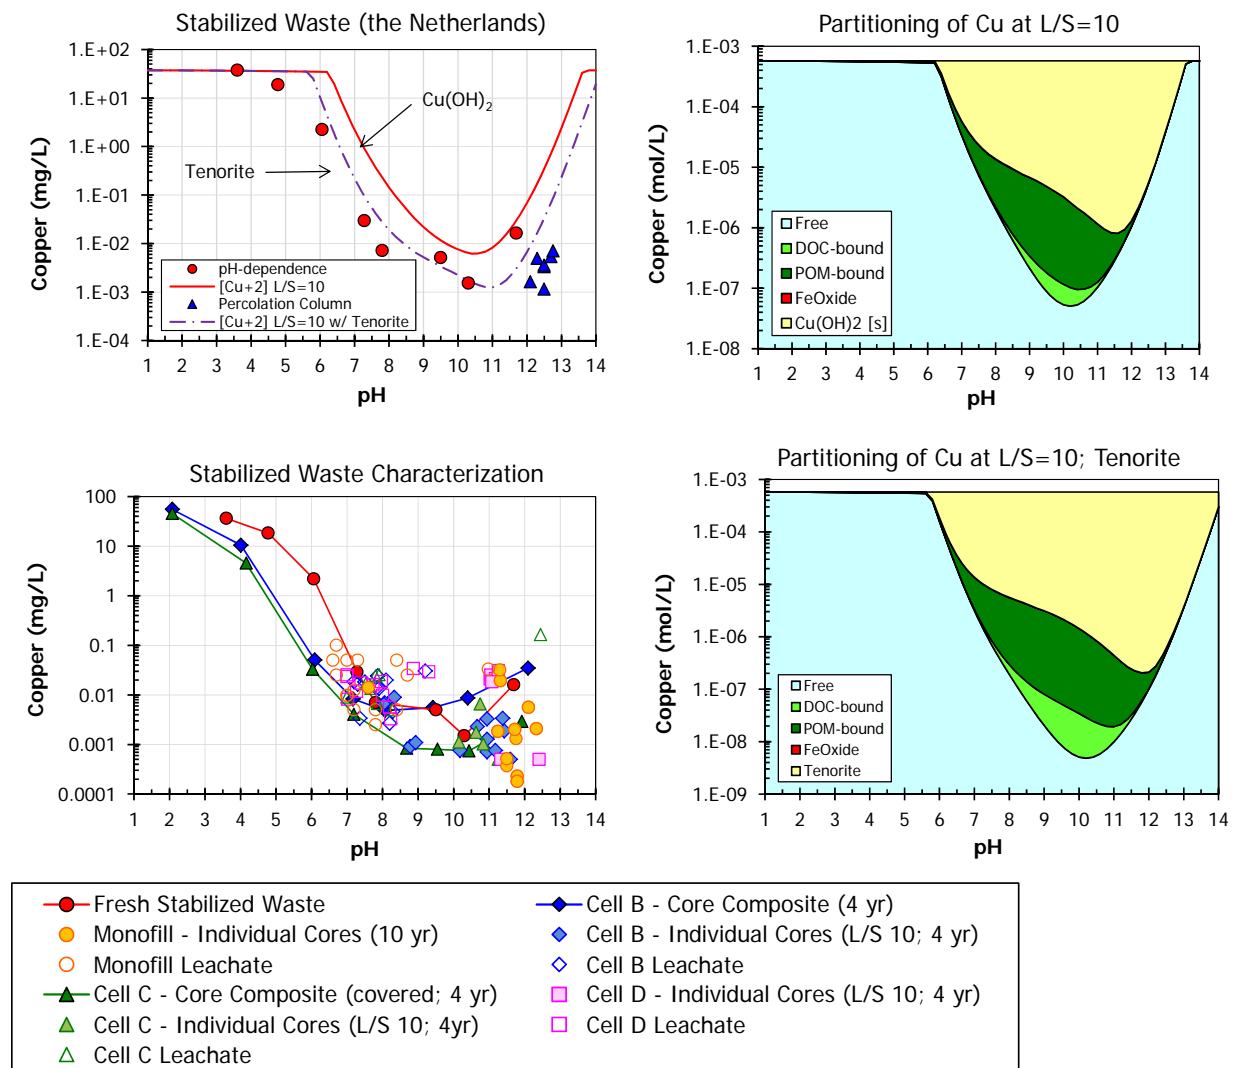 Stabilized Waste (the Netherlands)
Copper (mg/L)
1.E+02
1.E+01
1.E+00
1.E-01
1.E-02
1.E-03
1.E-04
Cu(OH)2
Tenorite
pH-dependence
[Cu+2] L/S=10
Percolation Column
[Cu+2] L/S=10 w/ Tenorite
1 2 3 4 5 6 7 8 9 10 11 12 13 14
pH
Partitioning of Cu at L/S=10
Copper (mol/L)
1.E-03
1.E-04
1.E-05
1.E-06
1.E-07
1.E-08
Free
DOC-bound
POM-bound
FeOxide
Cu(OH)2 [s]
1 2 3 4 5 6 7 8 9 10 11 12 13 14
pH
Stabilized Waste Characterization
Copper (mg/L)
100
10
1
0.1
0.01
0.001
0.0001
1 2 3 4 5 6 7 8 9 10 11 12 13 14
pH
Partitioning of Cu at L/S=10; Tenorite
Copper (mol/L)
1.E-03
1.E-04
1.E-05
1.E-06
1.E-07
1.E-08
1.E-09
Free
DOC-bound
POM-bound
FeOxide
Tenorite
1 2 3 4 5 6 7 8 9 10 11 12 13 14
pH
Fresh Stabilized Waste
Monofill - Individual Cores (10 yr)
Monofill Leachate
Cell C - Core Composite (covered; 4 yr)
Cell C - Individual Cores (L/S 10; 4yr)
Cell C Leachate
Cell B - Core Composite (4 yr)
Cell B - Individual Cores (L/S 10; 4 yr)
Cell B Leachate
Cell D - Individual Cores (L/S 10; 4 yr)
Cell D Leachate